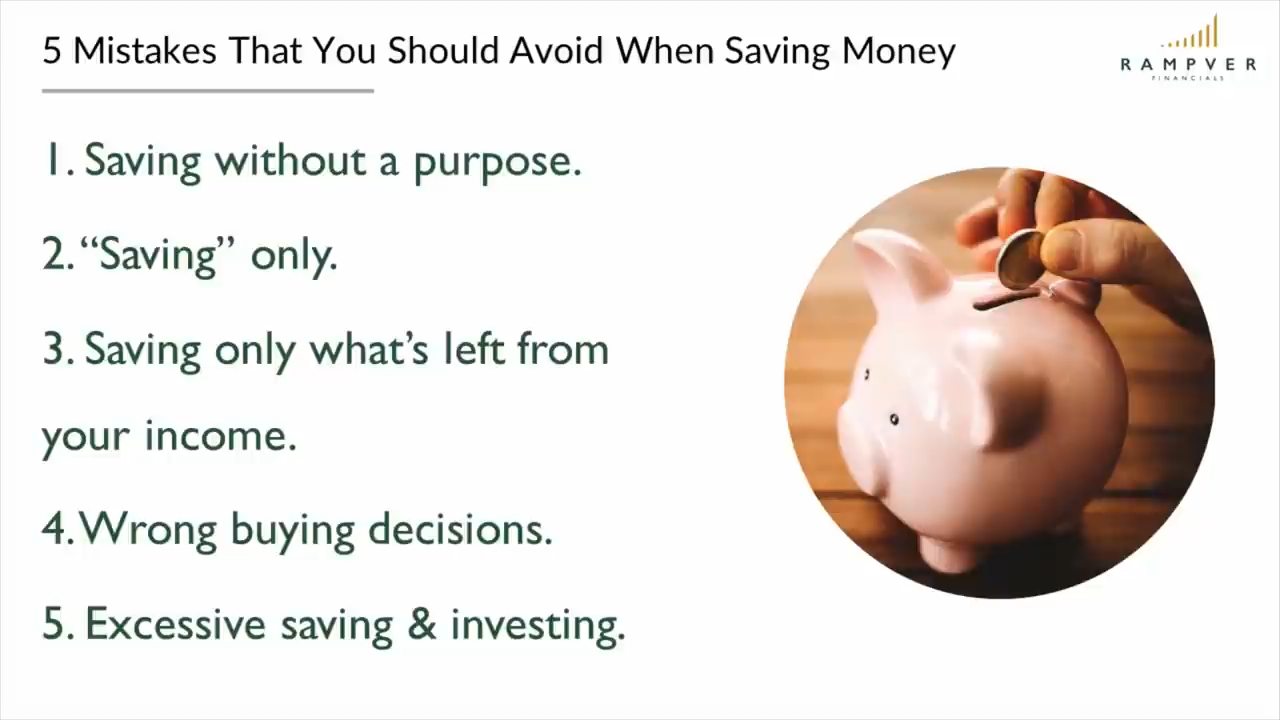 5 Mistakes That You Should Avoid When Saving Money
RAMPVER
FINANCIALS
1. Saving without a purpose.
2. “Saving” only.
3. Saving only what’s left from
your income.
4. Wrong buying decisions.
5. Excessive saving & investing.